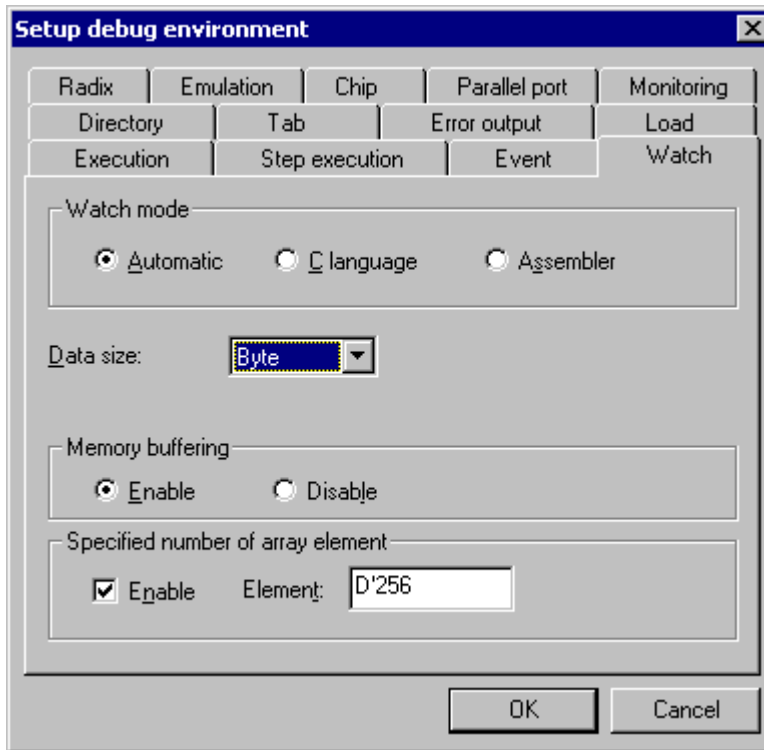 Setup debug environment
Radix Emulation Chip Parallel port Monitoring
Directory Tab Error output Load
Execution Step execution Event Watch
Watch mode
Automatic C language Assembler
Data size: Byte
Memory buffering
Enable Disable
Specified number of array element
Enable Element: D'256
OK Cancel